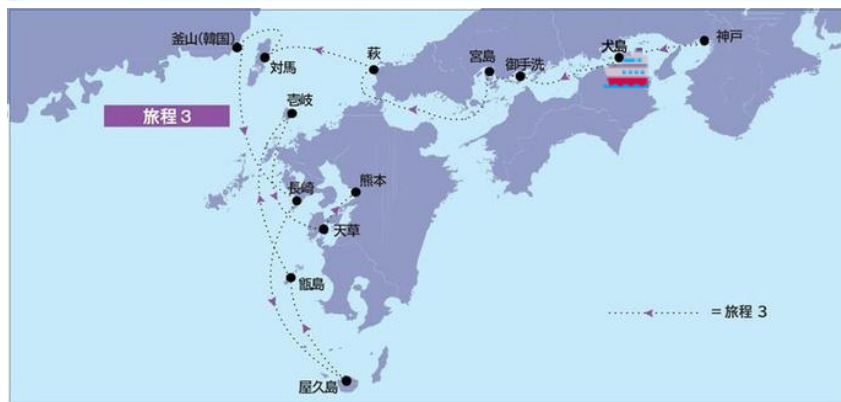 釜山(韓国)
対馬
萩
宮島
御手洗
犬島
神戸
壱岐
旅程3
長崎
熊本
天草
甑島
= 旅程 3
屋久島